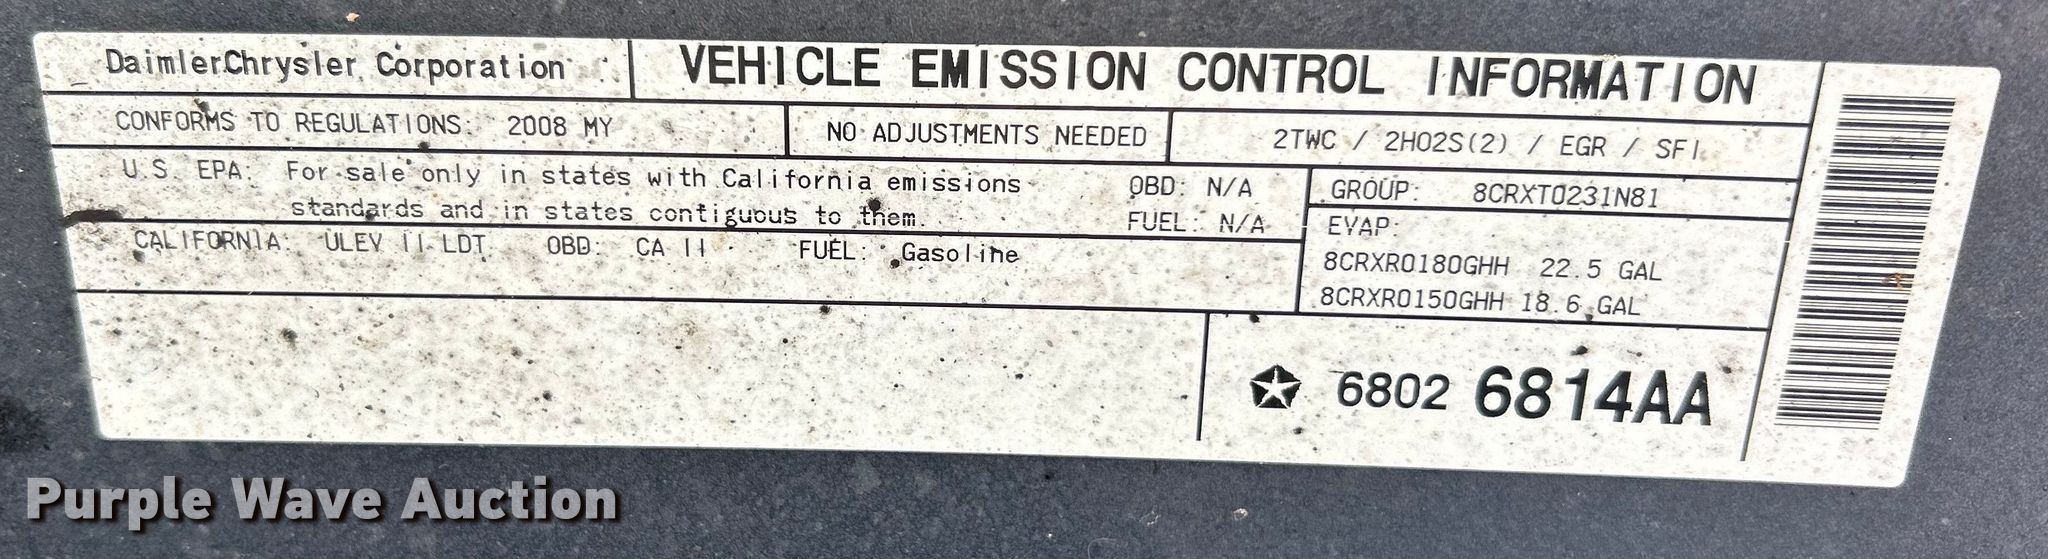 DaimlerChrysler Corporation VEHICLE EMISSION CONTROL INFORMATION
CONFORMS TO REGULATIONS: 2008 MY NO ADJUSTMENTS NEEDED 2TWC / 2HO2S(2) / EGR / SFI
U.S. EPA: For sale only in states with California emissions OBD: N/A GROUP: 8CRXT0231N81
standards and in states contiguous to them. FUEL: N/A EVAP:
CALIFORNIA: ULEV II LDT OBD: CA II FUEL: Gasoline 8CRXR0180GHH 22.5 GAL
8CRXR0150GHH 18.6 GAL
6802 6814AA
Purple Wave Auction